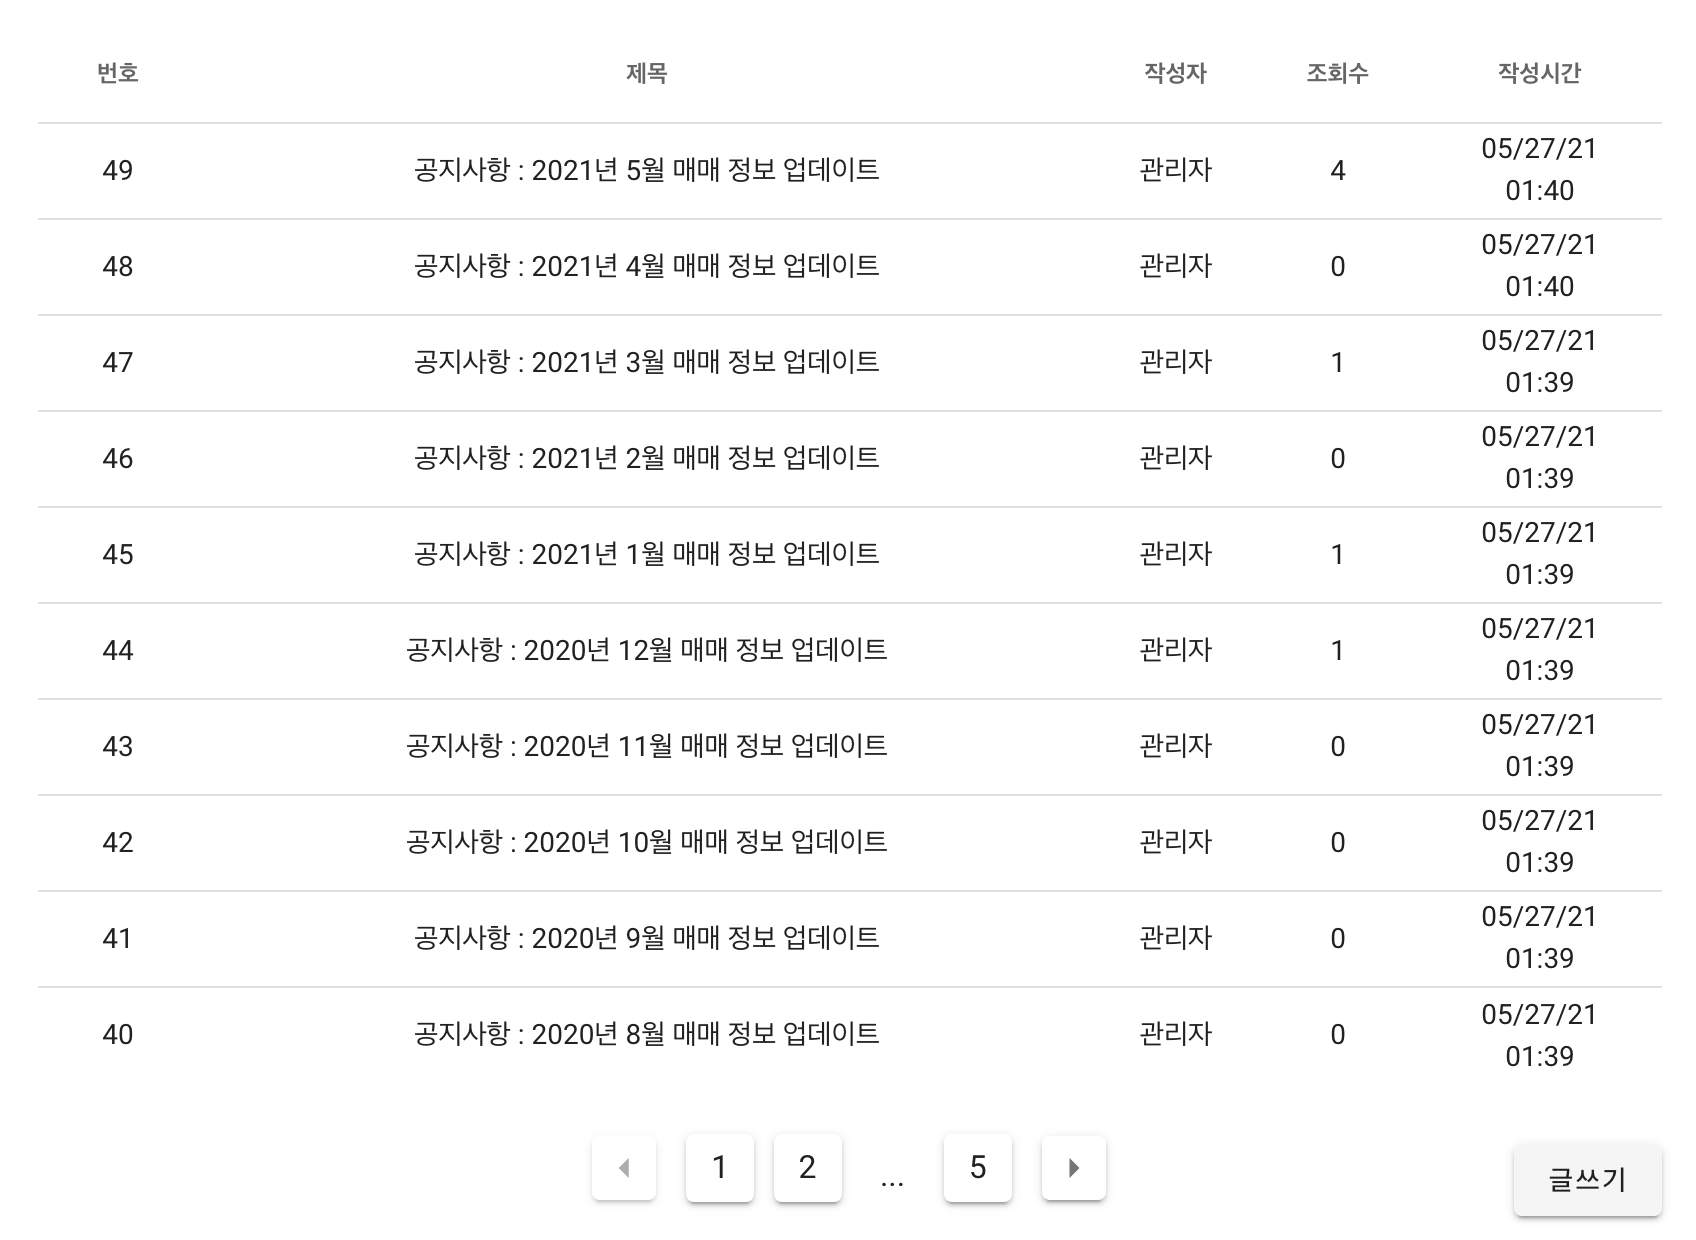 번호 제목 작성자 조회수 작성시간
49 공지사항 : 2021년 5월 매매 정보 업데이트 관리자 4 05/27/21
01:40
48 공지사항 : 2021년 4월 매매 정보 업데이트 관리자 0 05/27/21
01:40
47 공지사항 : 2021년 3월 매매 정보 업데이트 관리자 1 05/27/21
01:39
46 공지사항 : 2021년 2월 매매 정보 업데이트 관리자 0 05/27/21
01:39
45 공지사항 : 2021년 1월 매매 정보 업데이트 관리자 1 05/27/21
01:39
44 공지사항 : 2020년 12월 매매 정보 업데이트 관리자 1 05/27/21
01:39
43 공지사항 : 2020년 11월 매매 정보 업데이트 관리자 0 05/27/21
01:39
42 공지사항 : 2020년 10월 매매 정보 업데이트 관리자 0 05/27/21
01:39
41 공지사항 : 2020년 9월 매매 정보 업데이트 관리자 0 05/27/21
01:39
40 공지사항 : 2020년 8월 매매 정보 업데이트 관리자 0 05/27/21
01:39
1 2 ... 5
글쓰기